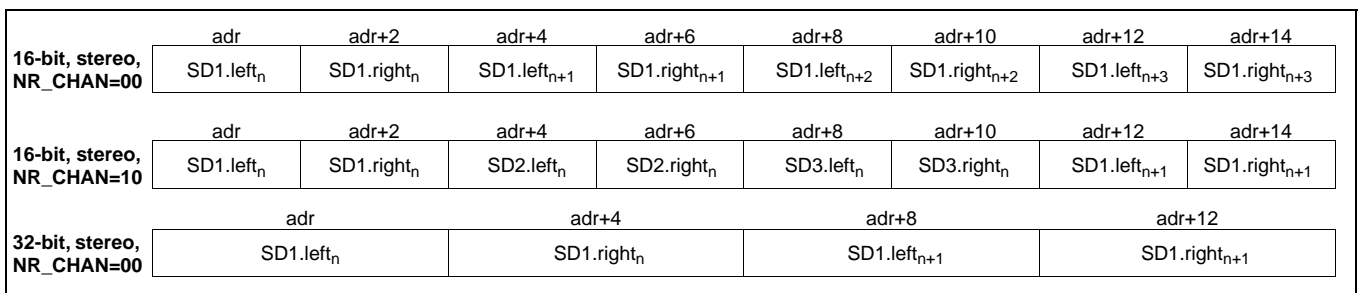 adr adr+2 adr+4 adr+6 adr+8 adr+10 adr+12 adr+14
16-bit, stereo,
NR_CHAN=00
SD1.leftn SD1.rightn SD1.leftn+1 SD1.rightn+1 SD1.leftn+2 SD1.rightn+2 SD1.leftn+3 SD1.rightn+3
adr adr+2 adr+4 adr+6 adr+8 adr+10 adr+12 adr+14
16-bit, stereo,
NR_CHAN=10
SD1.leftn SD1.rightn SD2.leftn SD2.rightn SD3.leftn SD3.rightn SD1.leftn+1 SD1.rightn+1
adr adr+4 adr+8 adr+12
32-bit, stereo,
NR_CHAN=00
SD1.leftn SD1.rightn SD1.leftn+1 SD1.rightn+1